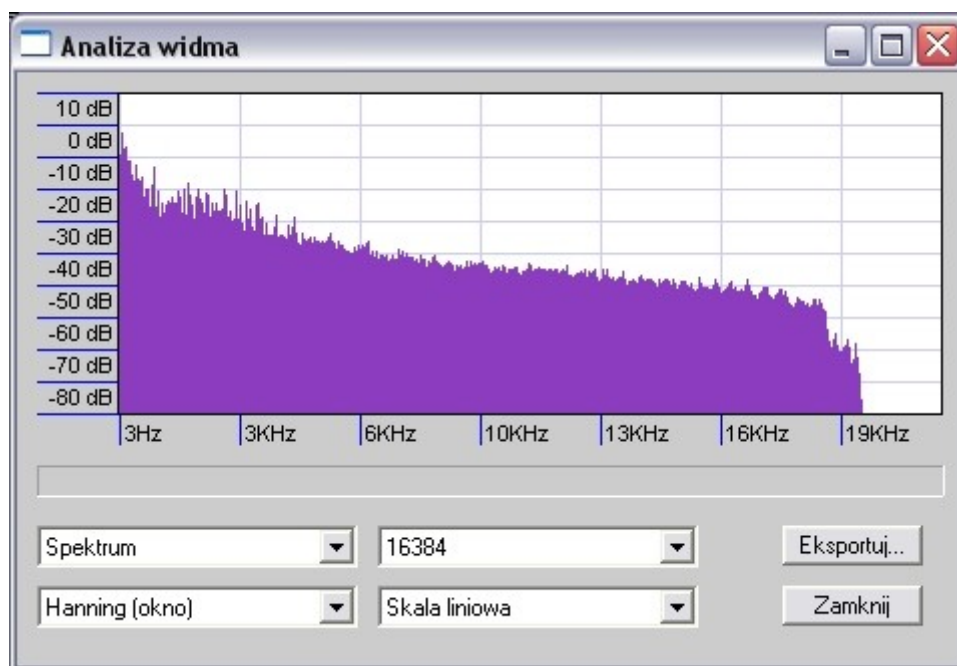 Analiza widma
10 dB
0 dB
-10 dB
-20 dB
-30 dB
-40 dB
-50 dB
-60 dB
-70 dB
-80 dB
3Hz 3KHz 6KHz 10KHz 13KHz 16KHz 19KHz
Spektrum 16384 Eksportuj...
Hanning (okno) Skala liniowa Zamknij